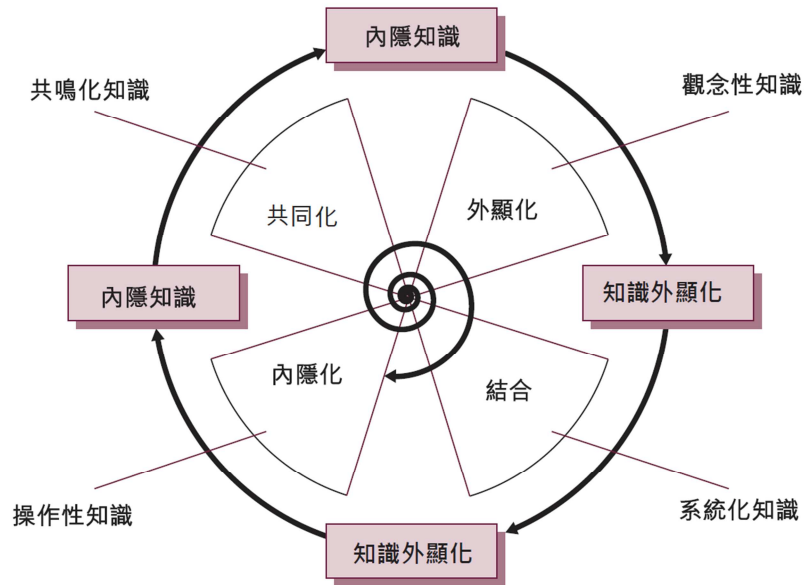 內隱知識
共鳴化知識
觀念性知識
共同化
外顯化
內隱知識
知識外顯化
內隱化
結合
操作性知識
系統化知識
知識外顯化